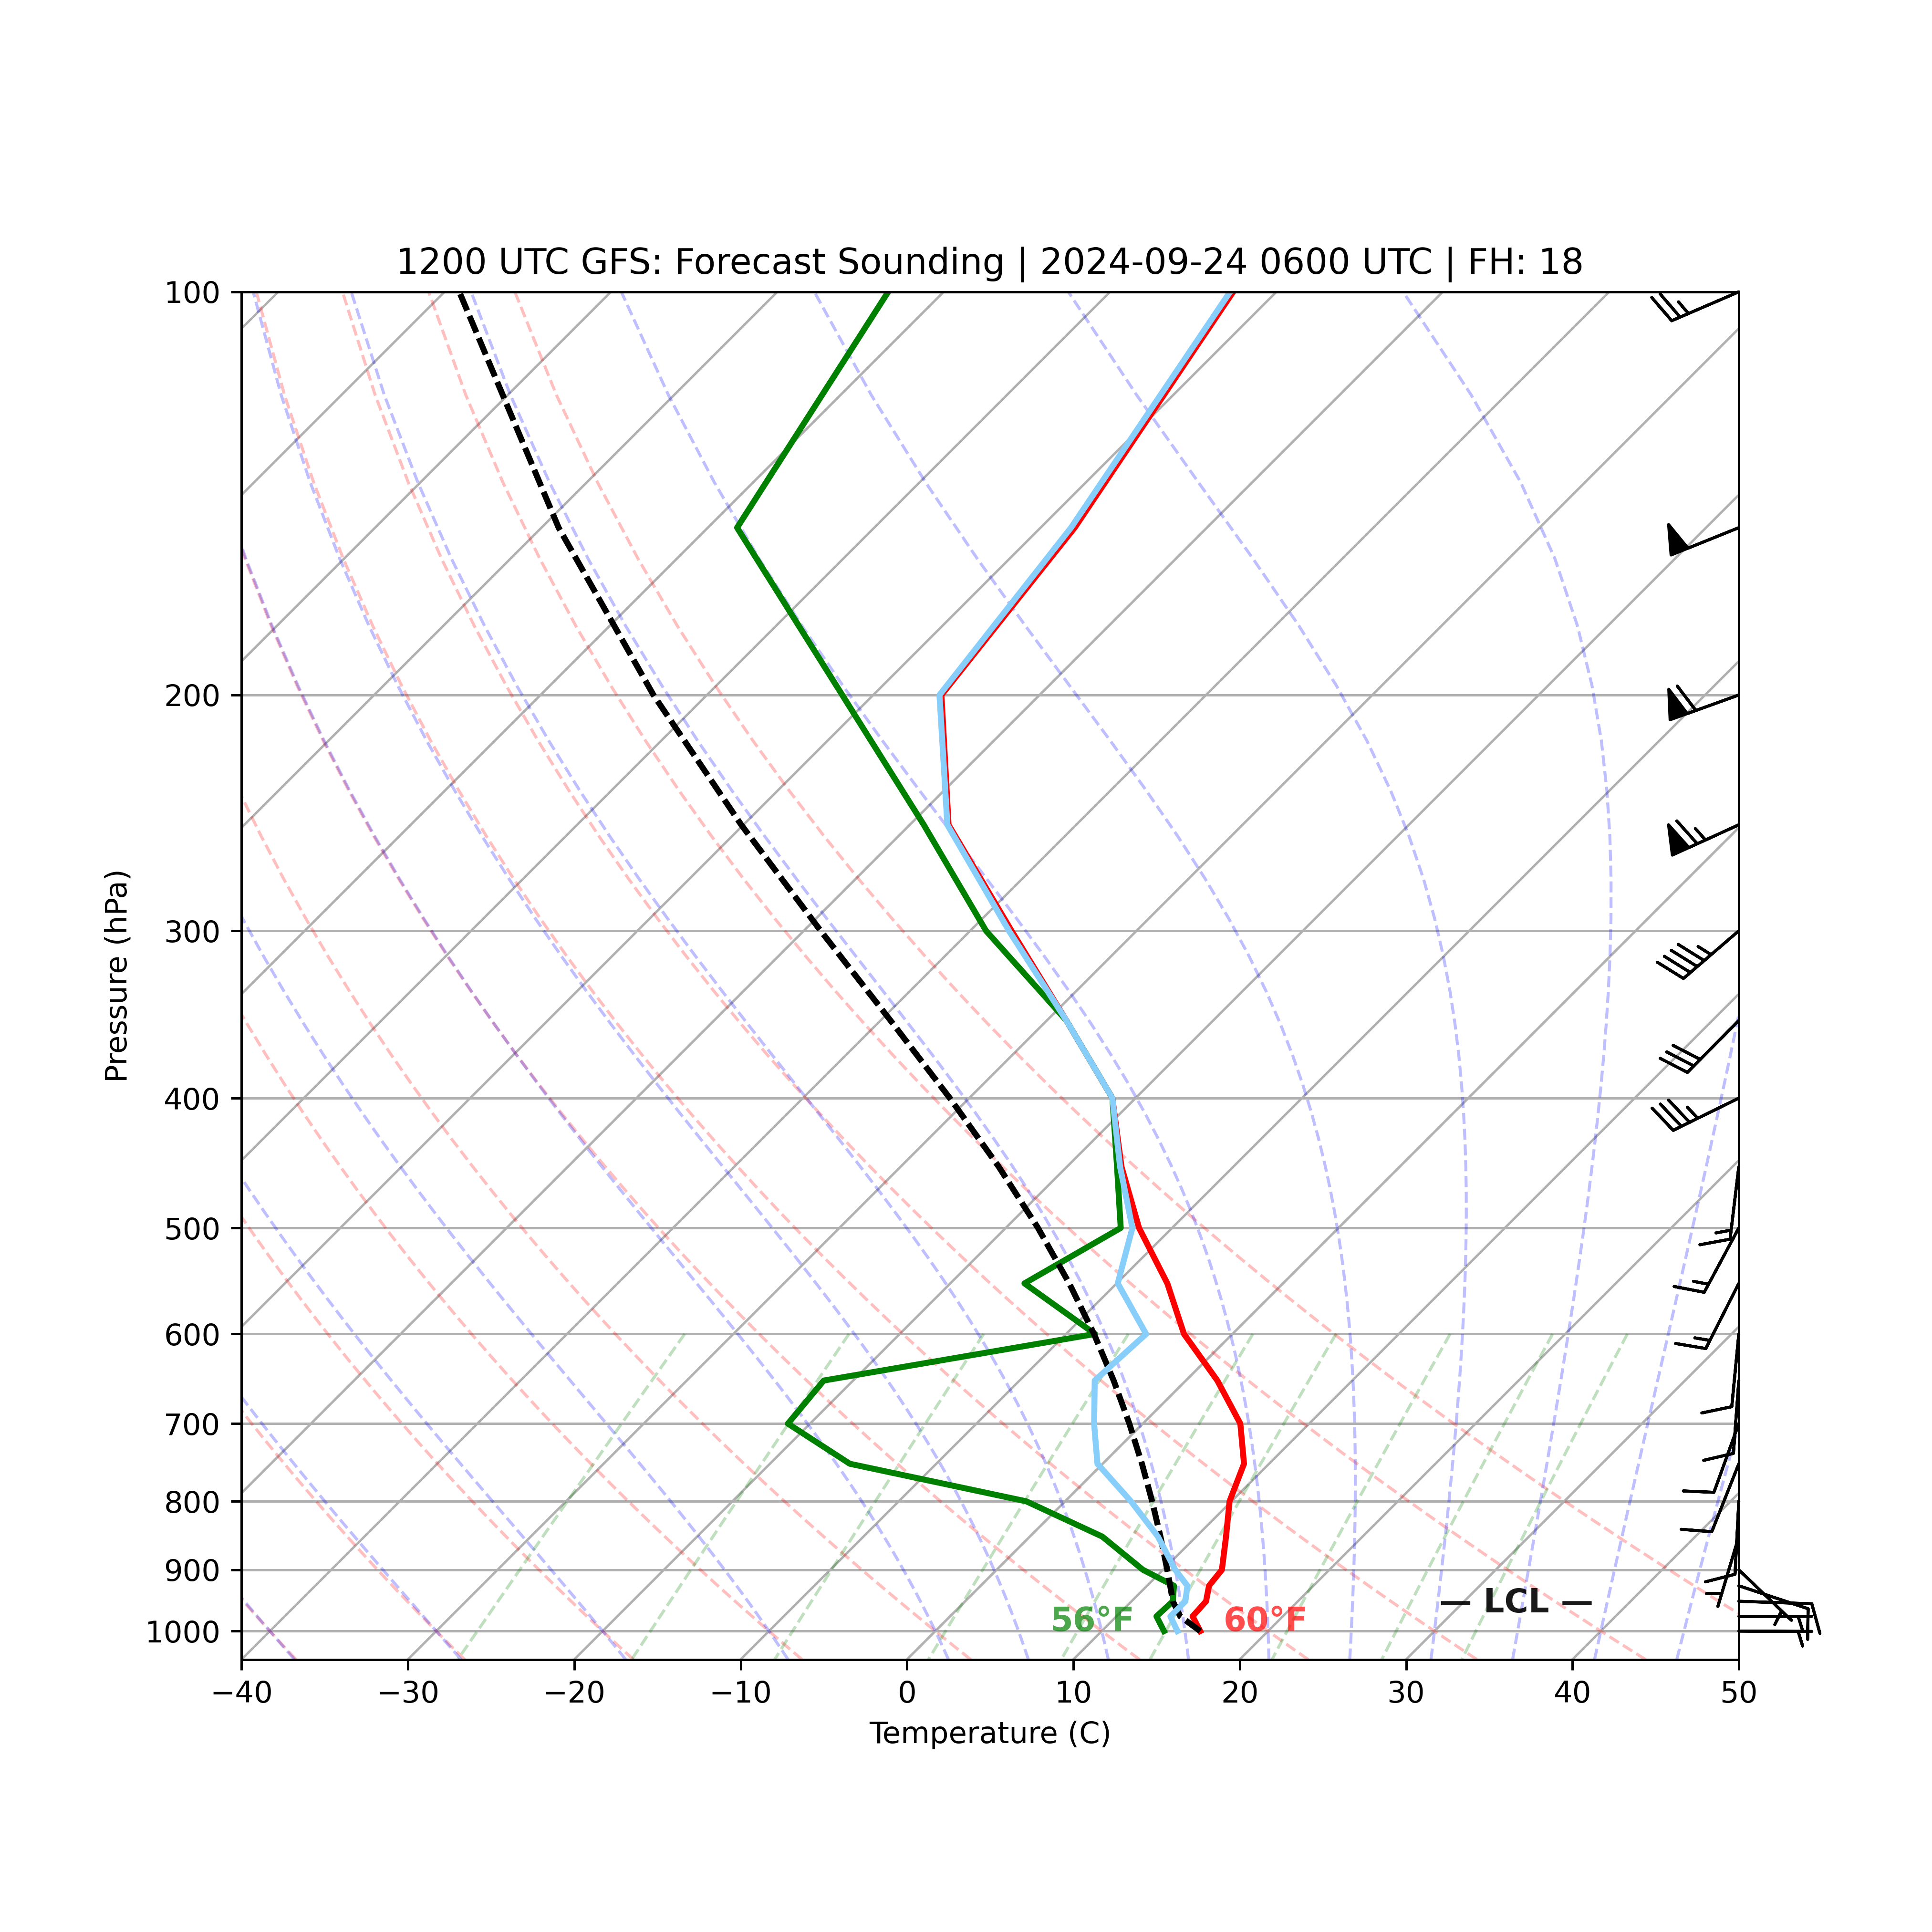 1200 UTC GFS: Forecast Sounding | 2024-09-24 0600 UTC | FH: 18
100
200
300
400
500
600
700
800
900
1000
Pressure (hPa)
56°F
60°F
— LCL —
−40 −30 −20 −10 0 10 20 30 40 50
Temperature (C)